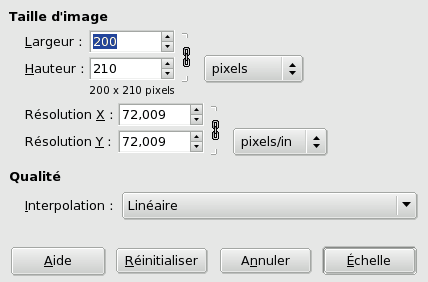 Taille d'image
Largeur : 200
Hauteur : 210 pixels
200 x 210 pixels
Résolution X : 72,009
Résolution Y : 72,009 pixels/in
Qualité
Interpolation : Linéaire
Aide Réinitialiser Annuler Échelle